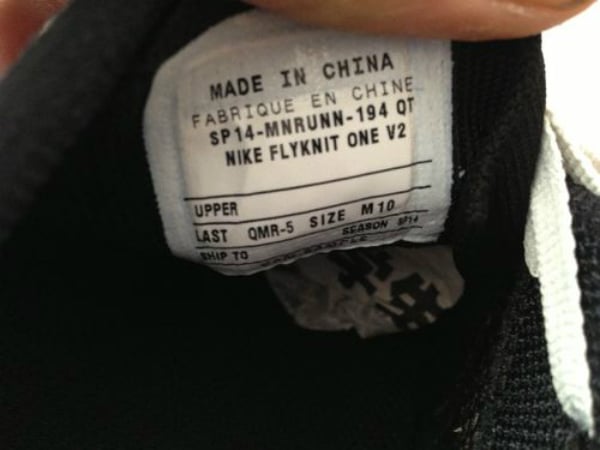 MADE IN CHINA
FABRIQUE EN CHINE
SP14-MNRUNN-194 QT
NIKE FLYKNIT ONE V2
UPPER
LAST QMR-5 SIZE M 10
SHIP TO SEASON SP14